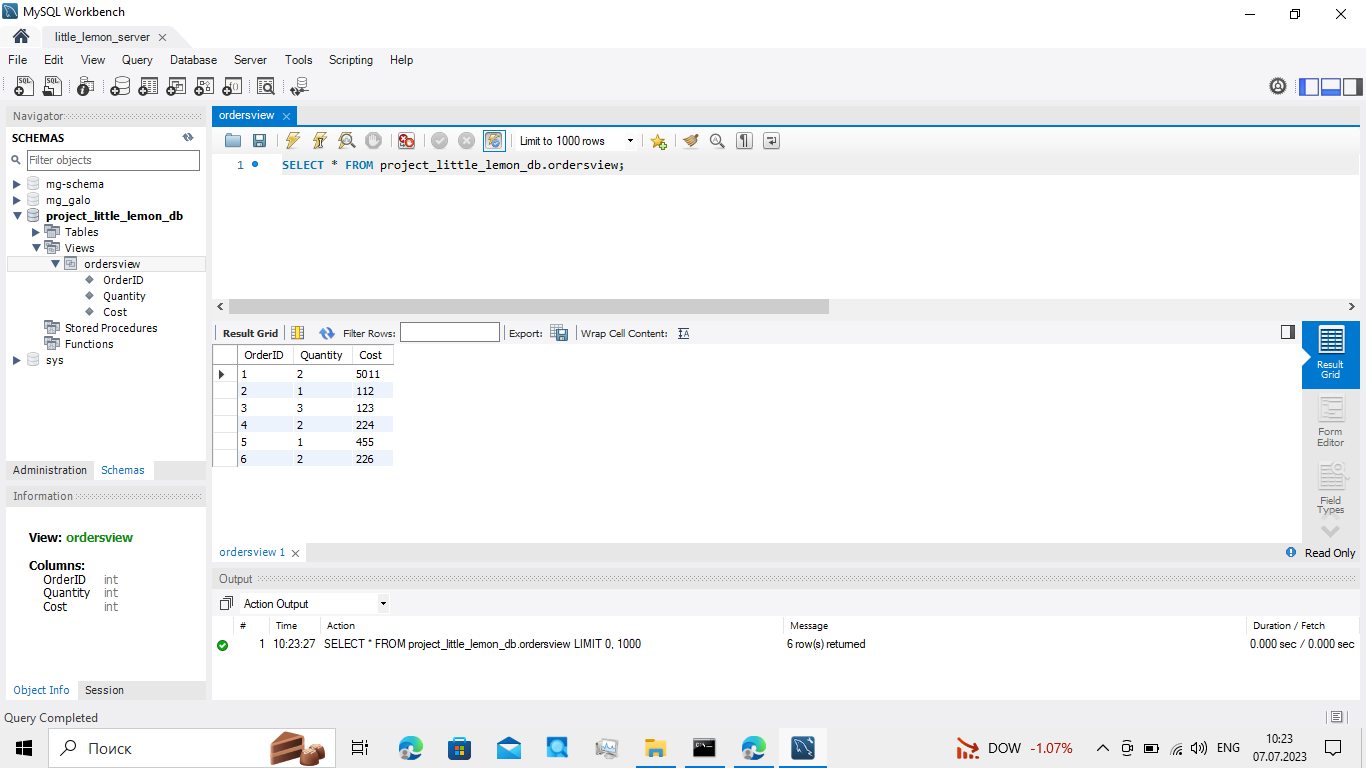 MySQL Workbench
little_lemon_server
File Edit View Query Database Server Tools Scripting Help
Navigator
SCHEMAS
Filter objects
mg-schema
mg_galo
project_little_lemon_db
Tables
Views
ordersview
OrderID
Quantity
Cost
Stored Procedures
Functions
sys
Administration Schemas
Information
View: ordersview
Columns:
OrderID int
Quantity int
Cost int
Object Info Session
ordersview
Limit to 1000 rows
1 SELECT * FROM project_little_lemon_db.ordersview;
Result Grid Filter Rows: Export: Wrap Cell Content:
OrderID Quantity Cost
1 2 5011
2 1 112
3 3 123
4 2 224
5 1 455
6 2 226
Result
Grid
Form
Editor
Field
Types
ordersview 1
Read Only
Output
Action Output
# Time Action Message Duration / Fetch
1 10:23:27 SELECT * FROM project_little_lemon_db.ordersview LIMIT 0, 1000 6 row(s) returned 0.000 sec / 0.000 sec
Query Completed
Поиск
DOW -1.07%
ENG
10:23
07.07.2023